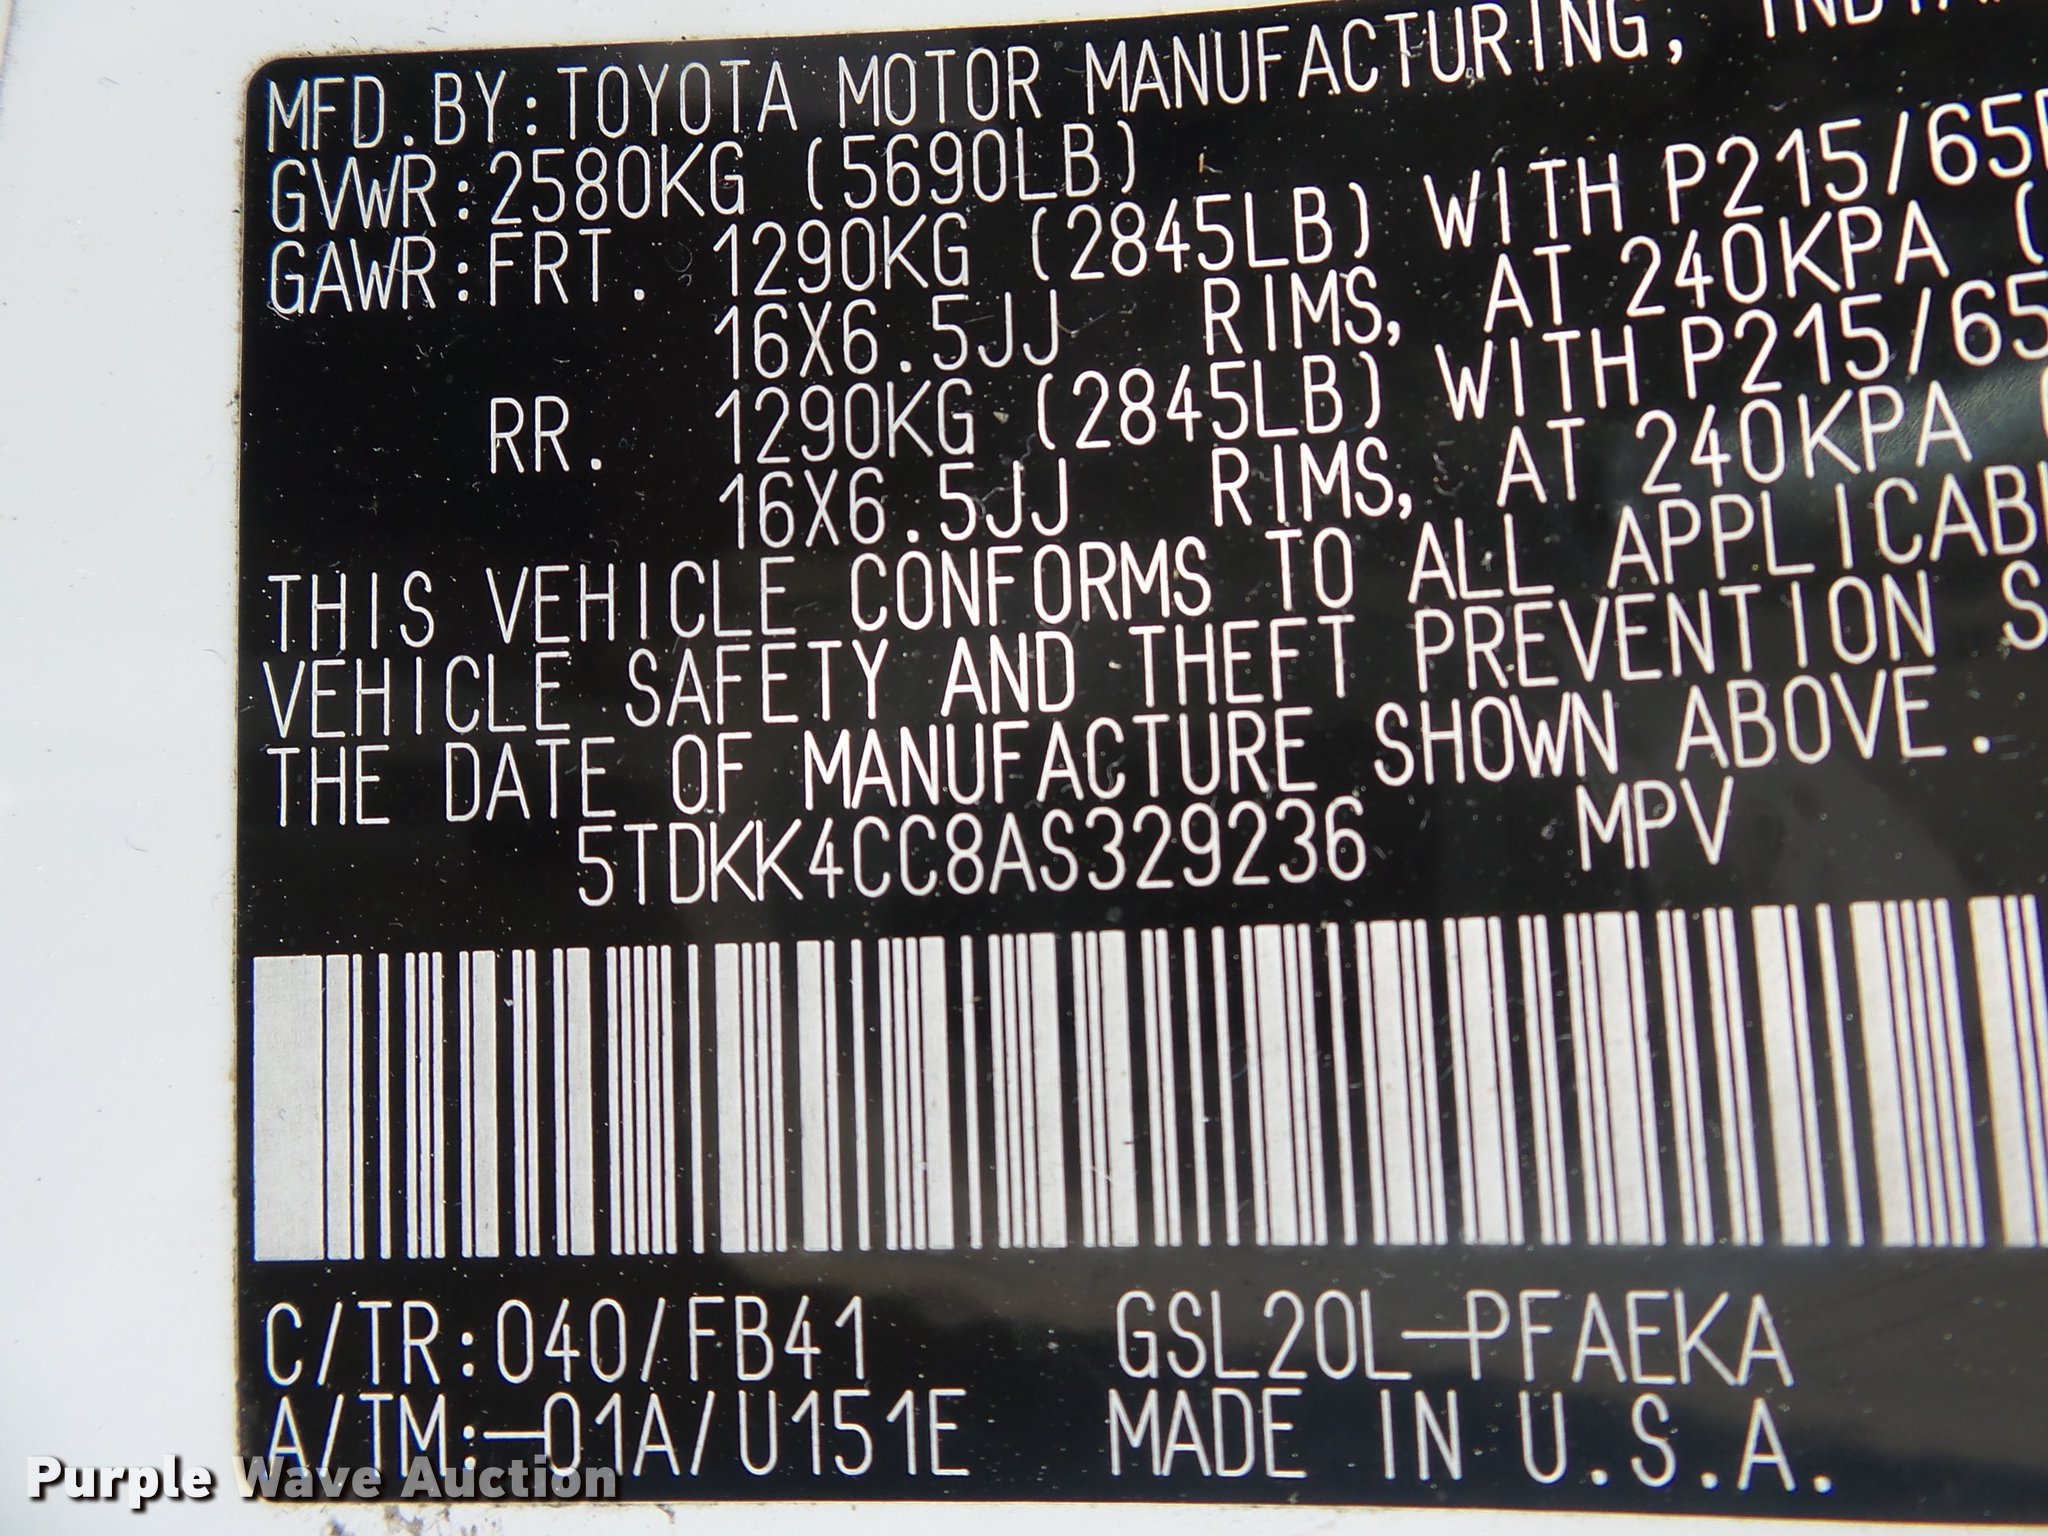 MFD.BY:TOYOTA MOTOR MANUFACTURING,
GVWR:2580KG (5690LB)
GAWR:FRT. 1290KG (2845LB) WITH P215/65
16X6.5JJ RIMS, AT 240KPA (
RR. 1290KG (2845LB) WITH P215/65
16X6.5JJ RIMS, AT 240KPA (
THIS VEHICLE CONFORMS TO ALL APPLICAB
VEHICLE SAFETY AND THEFT PREVENTION S
THE DATE OF MANUFACTURE SHOWN ABOVE.
5TDKK4CC8AS329236 MPV
C/TR:040/FB41 GSL20L-PFAEKA
A/TM:-01A/U151E MADE IN U.S.A.
Purple Wave Auction